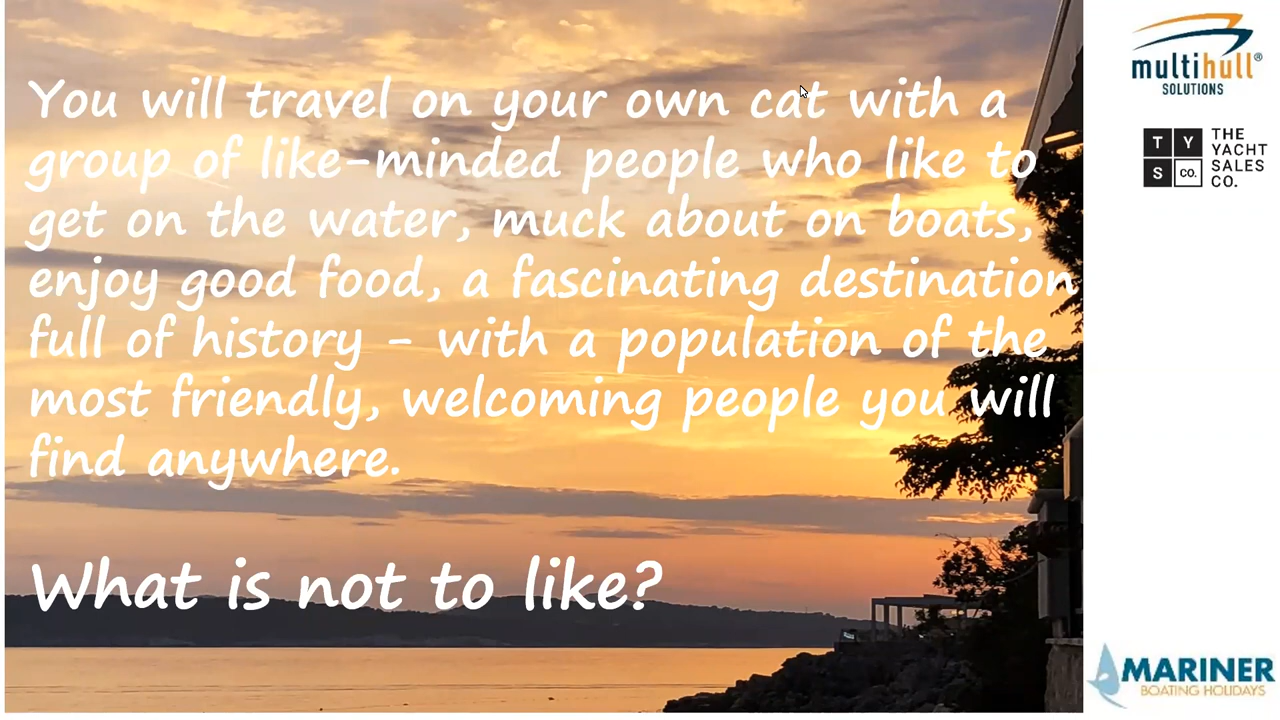 You will travel on your own cat with a
group of like-minded people who like to
get on the water, muck about on boats,
enjoy good food, a fascinating destination
full of history - with a population of the
most friendly, welcoming people you will
find anywhere.
What is not to like?
multihull®
SOLUTIONS
T Y
S CO.
THE
YACHT
SALES
CO.
MARINER
BOATING HOLIDAYS